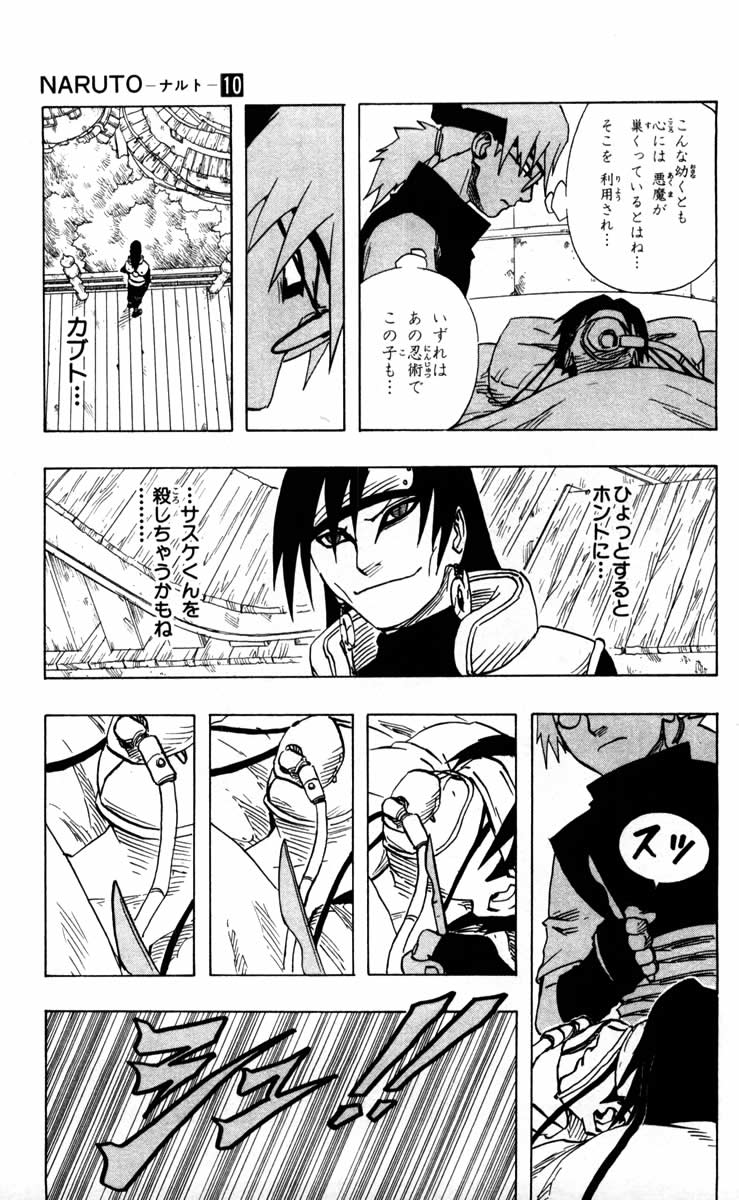 NARUTO —ナルト— 10
こんな幼くとも
心には悪魔が
巣くっているとはね…
そこを利用され…
いずれは
あの忍術で
この子も…
カブト…
ひょっとすると
ホントに…
…サスケくんを
殺しちゃうかもね
…………
スッ
シュ!!